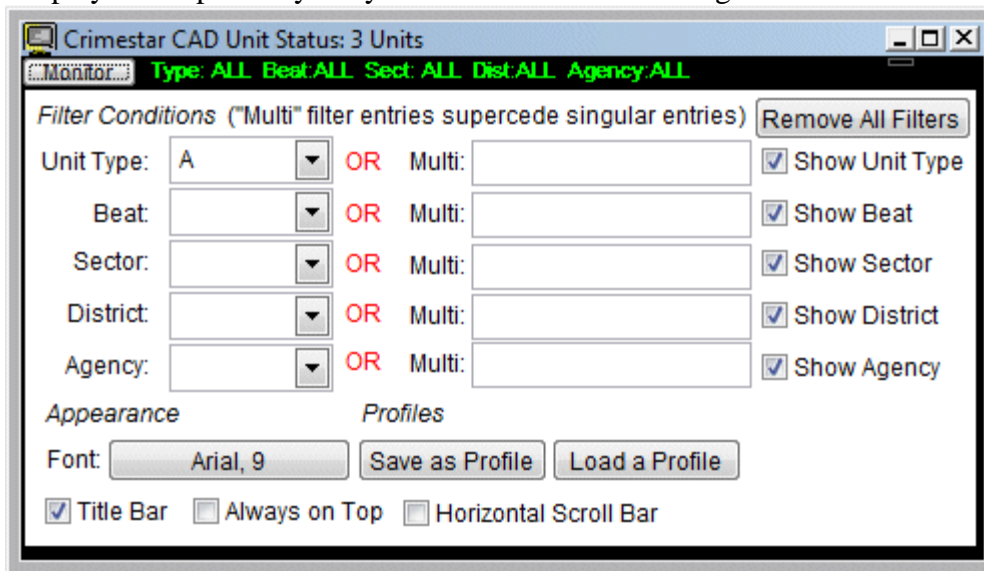 Crimestar CAD Unit Status: 3 Units
Monitor Type: ALL Beat:ALL Sect: ALL Dist:ALL Agency:ALL
Filter Conditions ("Multi" filter entries supercede singular entries) Remove All Filters
Unit Type: A OR Multi: Show Unit Type
Beat: OR Multi: Show Beat
Sector: OR Multi: Show Sector
District: OR Multi: Show District
Agency: OR Multi: Show Agency
Appearance Profiles
Font: Arial, 9 Save as Profile Load a Profile
Title Bar Always on Top Horizontal Scroll Bar